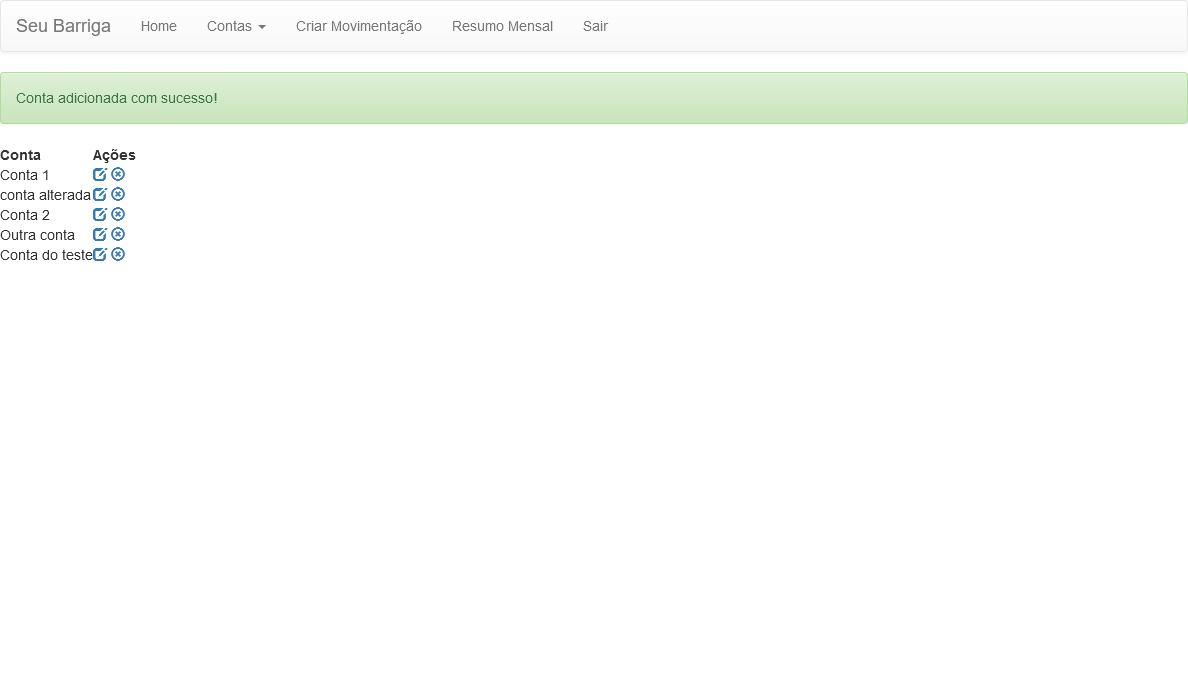 Seu Barriga Home Contas Criar Movimentação Resumo Mensal Sair
Conta adicionada com sucesso!
Conta Ações
Conta 1
conta alterada
Conta 2
Outra conta
Conta do teste